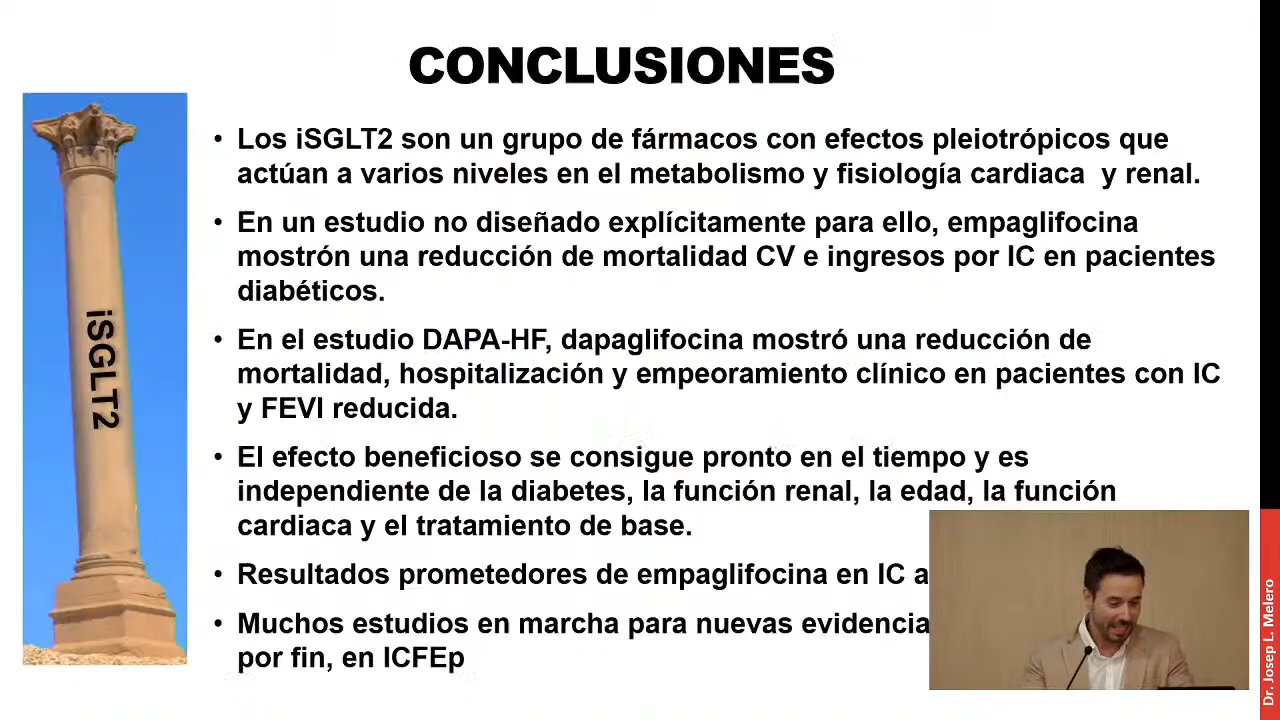 CONCLUSIONES
• Los iSGLT2 son un grupo de fármacos con efectos pleiotrópicos que
actúan a varios niveles en el metabolismo y fisiología cardiaca y renal.
• En un estudio no diseñado explícitamente para ello, empaglifocina
mostrón una reducción de mortalidad CV e ingresos por IC en pacientes
diabéticos.
• En el estudio DAPA-HF, dapaglifocina mostró una reducción de
mortalidad, hospitalización y empeoramiento clínico en pacientes con IC
y FEVI reducida.
• El efecto beneficioso se consigue pronto en el tiempo y es
independiente de la diabetes, la función renal, la edad, la función
cardiaca y el tratamiento de base.
• Resultados prometedores de empaglifocina en IC a
• Muchos estudios en marcha para nuevas evidencia
por fin, en ICFEp
iSGLT2
Dr. Josep L. Melero